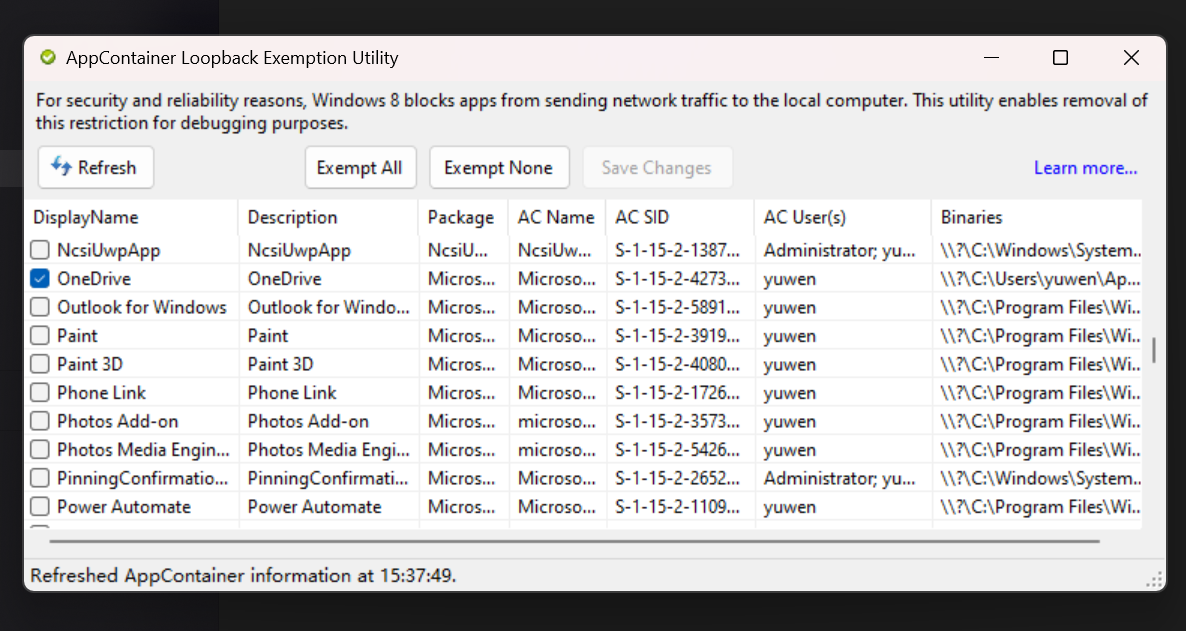 AppContainer Loopback Exemption Utility
For security and reliability reasons, Windows 8 blocks apps from sending network traffic to the local computer. This utility enables removal of
this restriction for debugging purposes.
Refresh Exempt All Exempt None Save Changes Learn more...
DisplayName Description Package AC Name AC SID AC User(s) Binaries
NcsiUwpApp NcsiUwpApp NcsiU... NcsiUw... S-1-15-2-1387... Administrator; yu... \\?\C:\Windows\System...
OneDrive OneDrive Micros... Microso... S-1-15-2-4273... yuwen \\?\C:\Users\yuwen\Ap...
Outlook for Windows Outlook for Windo... Micros... Microso... S-1-15-2-5891... yuwen \\?\C:\Program Files\Wi...
Paint Paint Micros... Microso... S-1-15-2-3919... yuwen \\?\C:\Program Files\Wi...
Paint 3D Paint 3D Micros... Microso... S-1-15-2-4080... yuwen \\?\C:\Program Files\Wi...
Phone Link Phone Link Micros... Microso... S-1-15-2-1726... yuwen \\?\C:\Program Files\Wi...
Photos Add-on Photos Add-on Micros... microso... S-1-15-2-3573... yuwen \\?\C:\Program Files\Wi...
Photos Media Engin... Photos Media Engi... Micros... microso... S-1-15-2-5426... yuwen \\?\C:\Program Files\Wi...
PinningConfirmatio... PinningConfirmati... Micros... Microso... S-1-15-2-2652... Administrator; yu... \\?\C:\Windows\System...
Power Automate Power Automate Micros... Microso... S-1-15-2-1109... yuwen \\?\C:\Program Files\Wi...
Refreshed AppContainer information at 15:37:49.